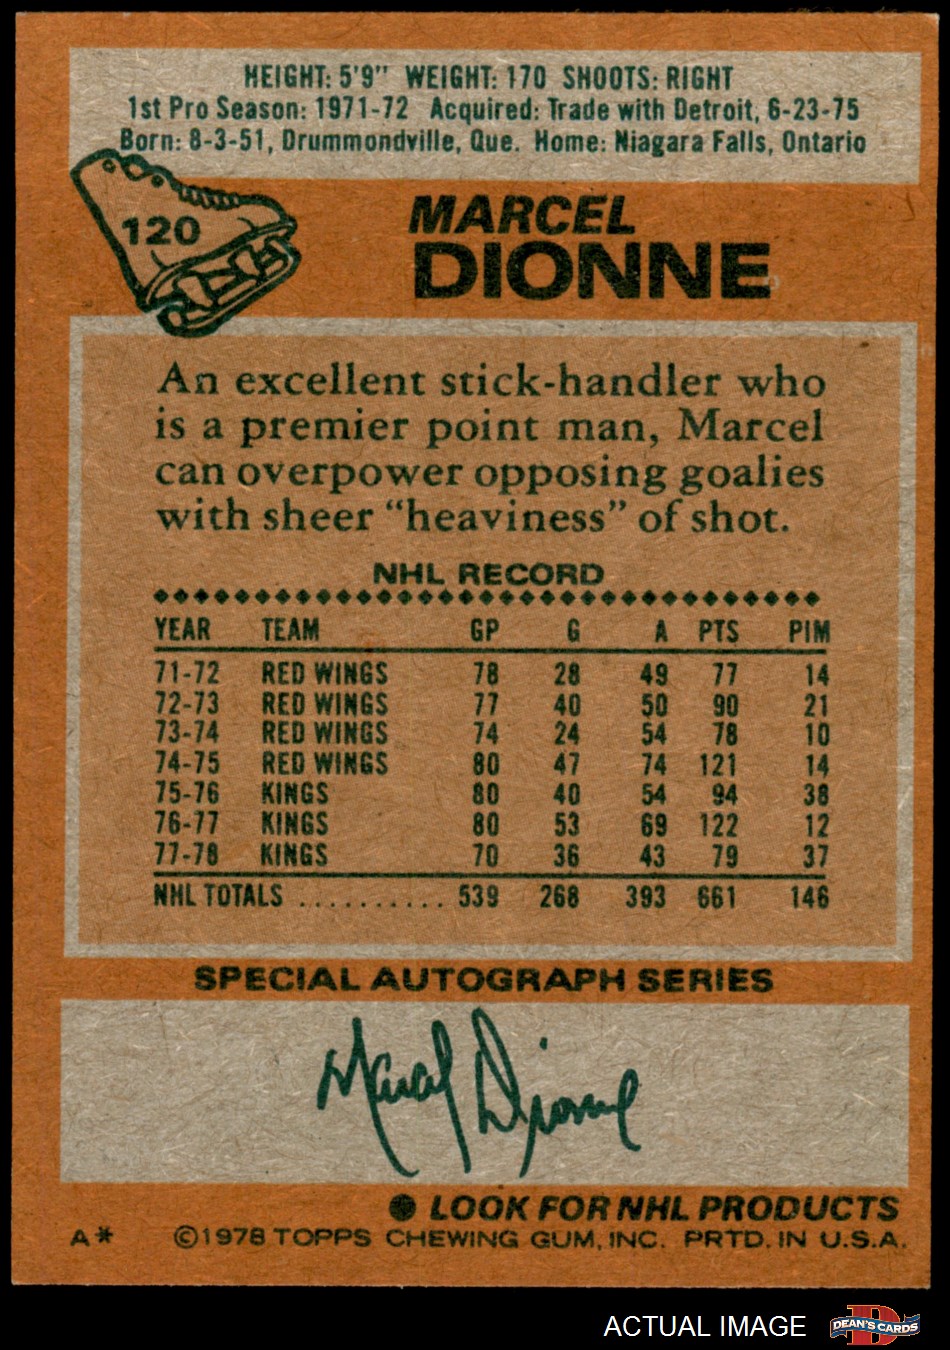 HEIGHT: 5'9" WEIGHT: 170 SHOOTS: RIGHT
1st Pro Season: 1971-72 Acquired: Trade with Detroit, 6-23-75
Born: 8-3-51, Drummondville, Que. Home: Niagara Falls, Ontario
120
MARCEL
DIONNE
An excellent stick-handler who
is a premier point man, Marcel
can overpower opposing goalies
with sheer "heaviness" of shot.
NHL RECORD
YEAR TEAM GP G A PTS PIM
71-72 RED WINGS 78 28 49 77 14
72-73 RED WINGS 77 40 50 90 21
73-74 RED WINGS 74 24 54 78 10
74-75 RED WINGS 80 47 74 121 14
75-76 KINGS 80 40 54 94 38
76-77 KINGS 80 53 69 122 12
77-78 KINGS 70 36 43 79 37
NHL TOTALS .......... 539 268 393 661 146
SPECIAL AUTOGRAPH SERIES
Marcel Dionne
● LOOK FOR NHL PRODUCTS
A* ©1978 TOPPS CHEWING GUM, INC. PRTD. IN U.S.A.
ACTUAL IMAGE D DEAN'S CARDS